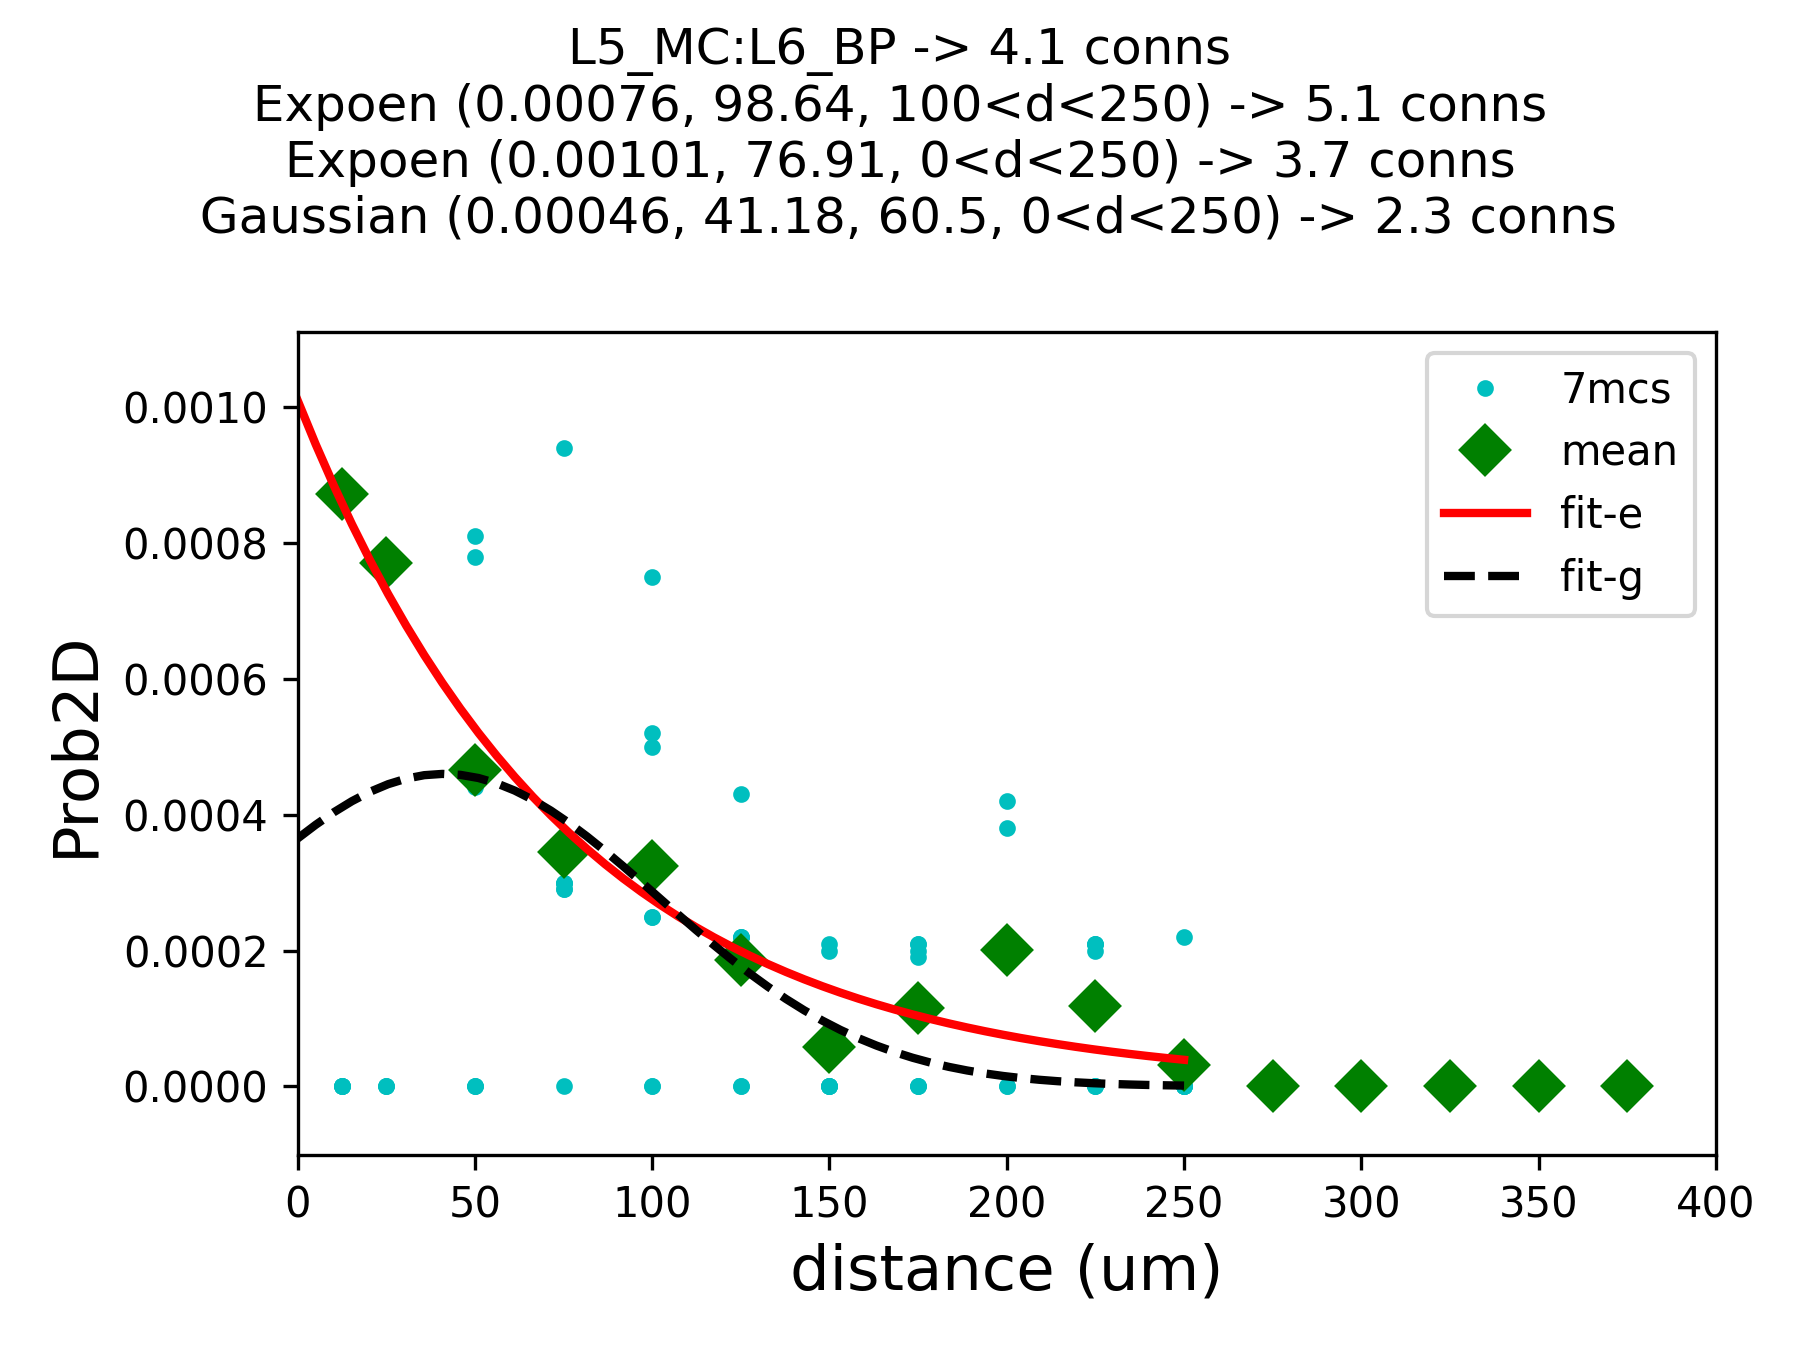 L5_MC:L6_BP -> 4.1 conns
Expoen (0.00076, 98.64, 100<d<250) -> 5.1 conns
Expoen (0.00101, 76.91, 0<d<250) -> 3.7 conns
Gaussian (0.00046, 41.18, 60.5, 0<d<250) -> 2.3 conns
7mcs
mean
fit-e
fit-g
Prob2D
0.0010
0.0008
0.0006
0.0004
0.0002
0.0000
0 50 100 150 200 250 300 350 400
distance (um)